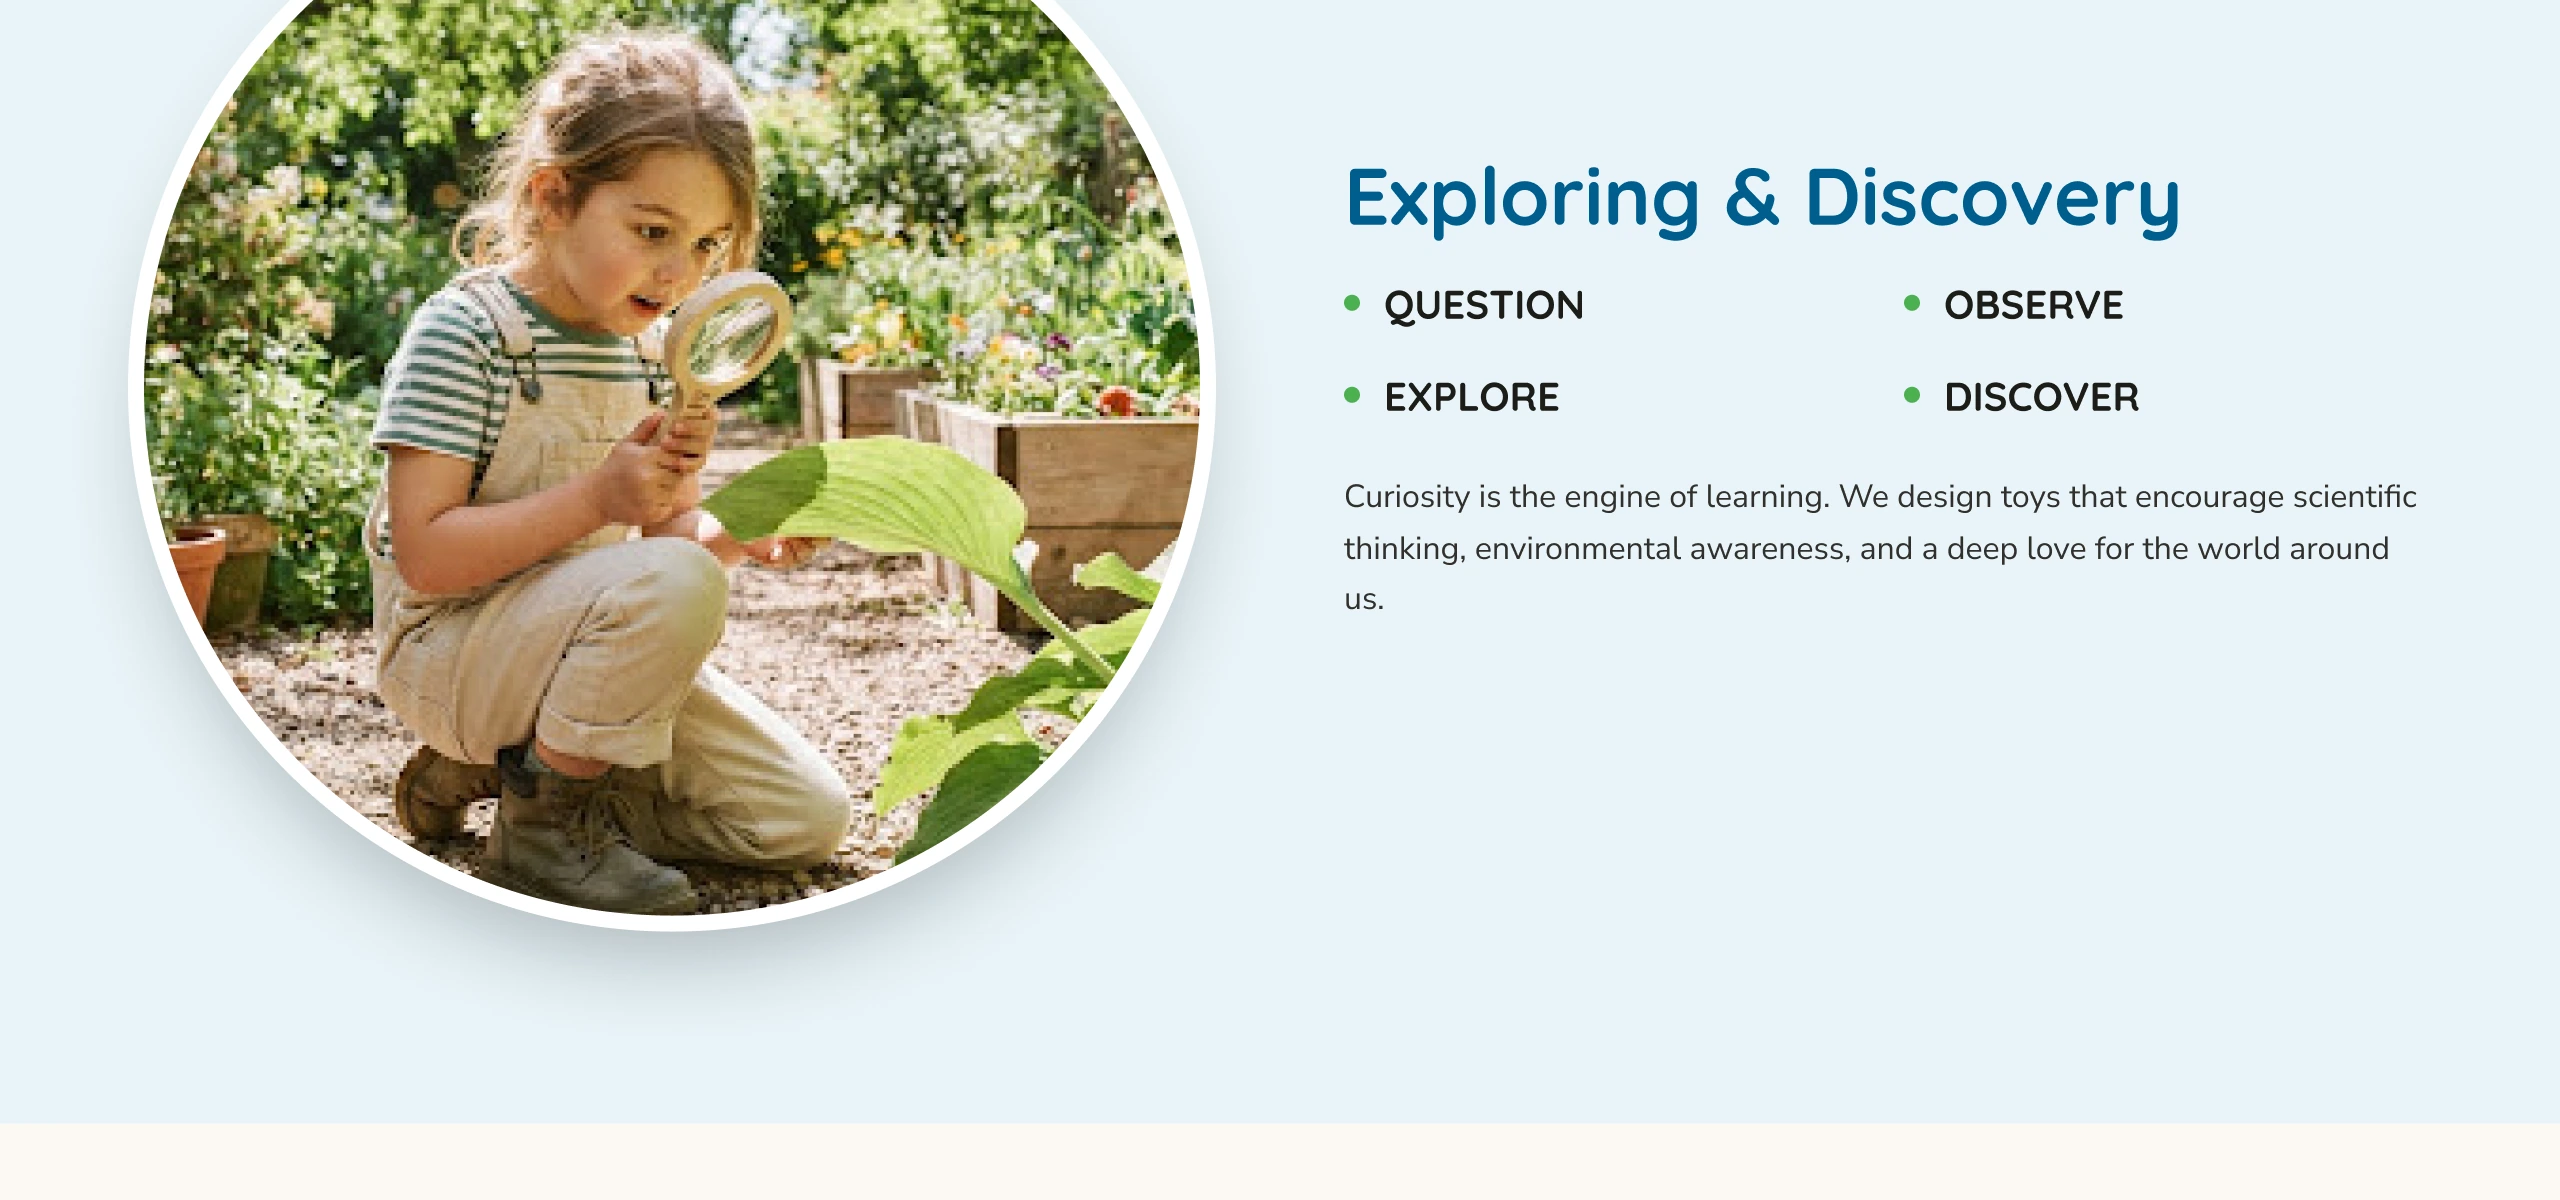 Exploring & Discovery
QUESTION
OBSERVE
EXPLORE
DISCOVER
Curiosity is the engine of learning. We design toys that encourage scientific
thinking, environmental awareness, and a deep love for the world around
us.